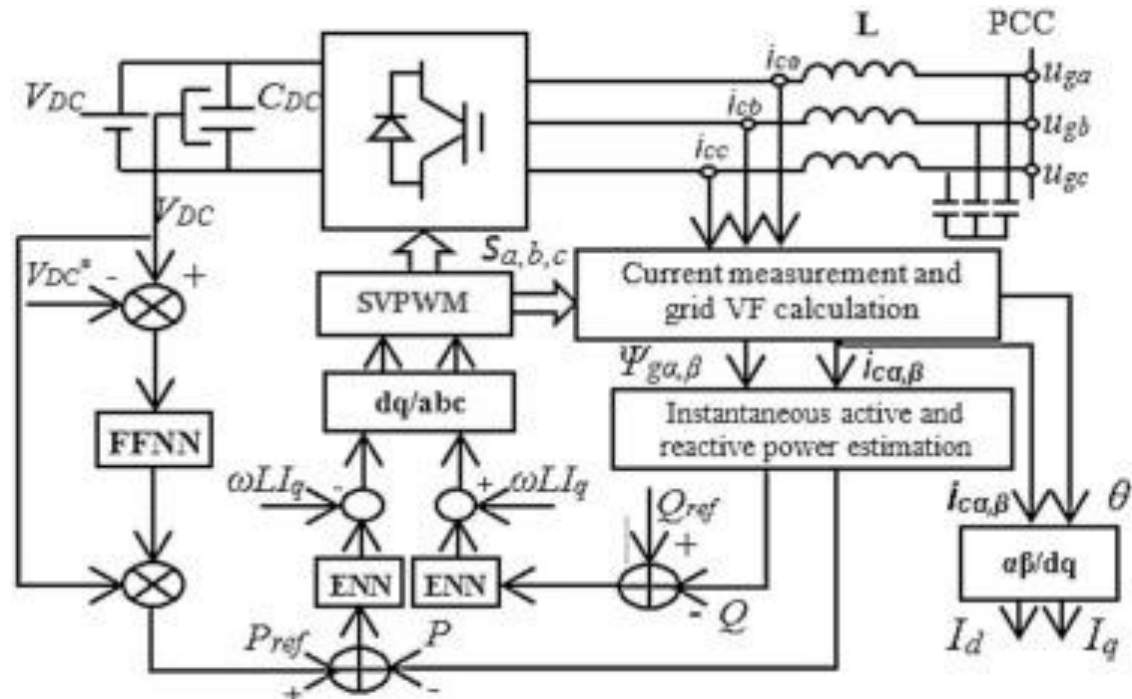 L
PCC
i_ca
u_ga
V_DC
C_DC
i_cb
u_gb
i_cc
u_gc
V_DC
S_a,b,c
Current measurement and
grid VF calculation
V_DC* - +
SVPWM
Ψ_gα,β
i_cα,β
dq/abc
Instantaneous active and
reactive power estimation
FFNN
ωLI_q - + ωLI_q
Q_ref
+
i_cα,β
θ
ENN
ENN
- Q
αβ/dq
P_ref
P
+ -
I_d
I_q